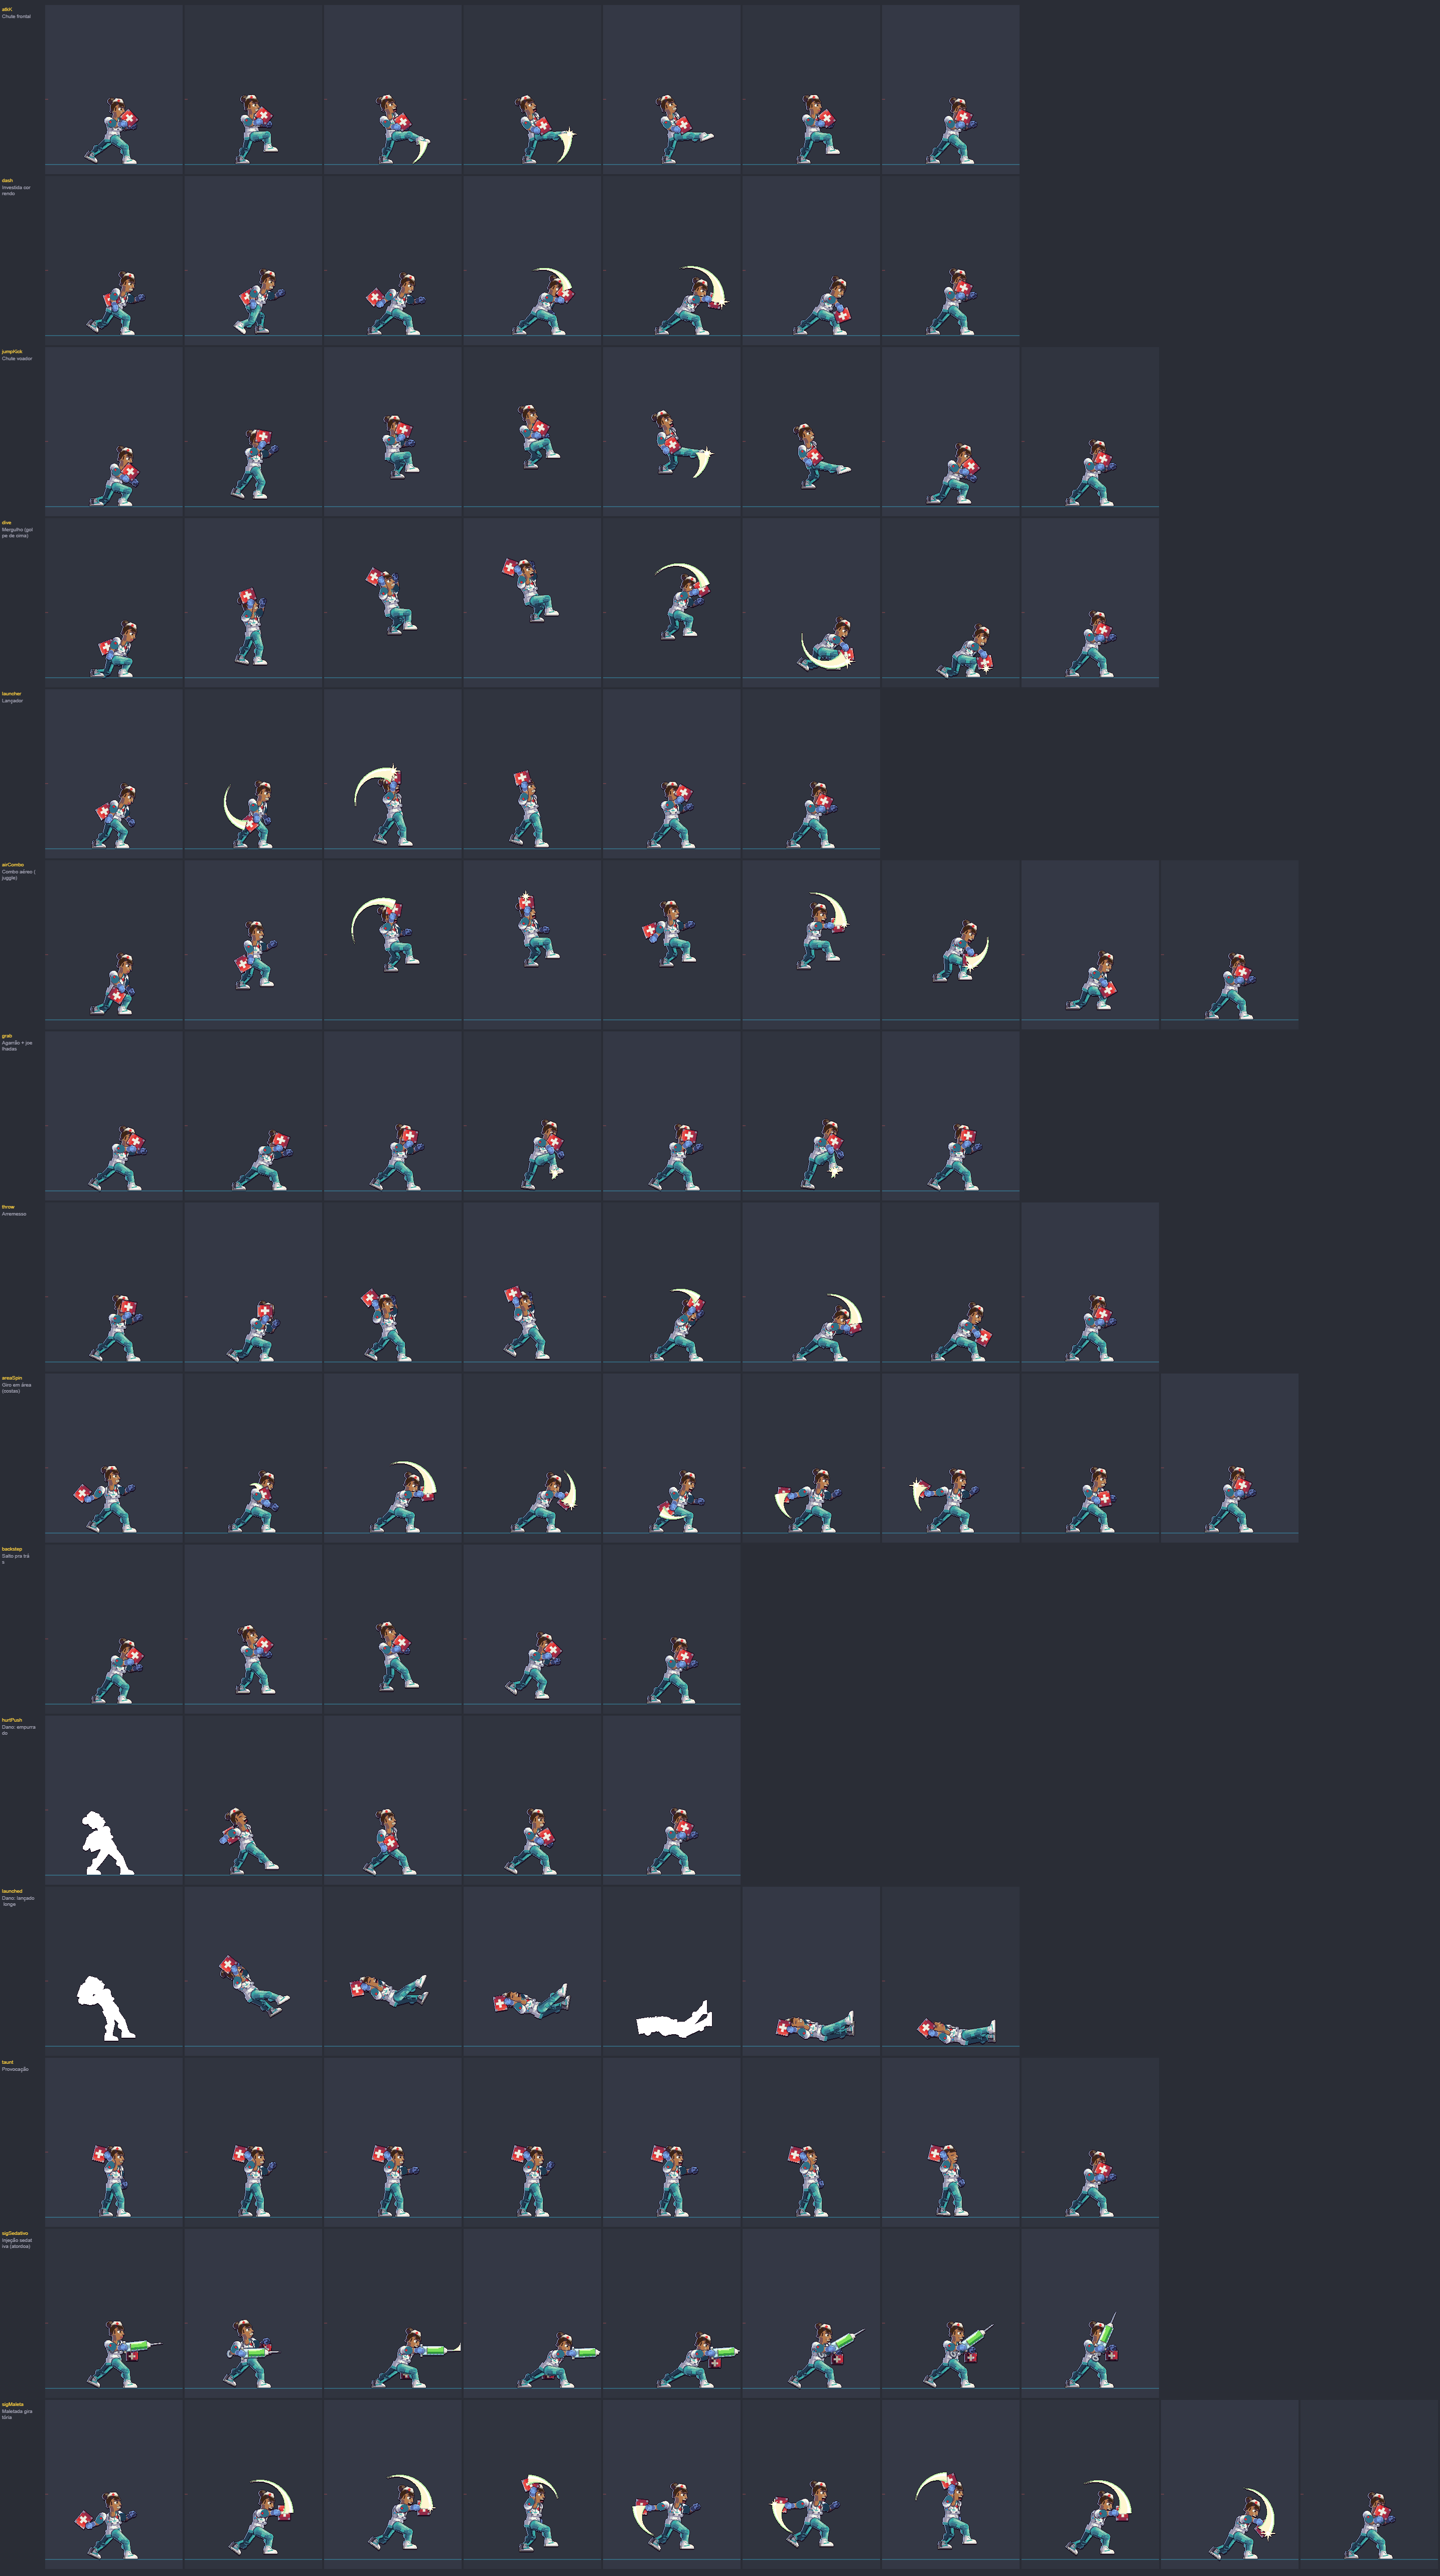 atkK
Chute frontal
dash
Investida cor
rendo
jumpKick
Chute voador
dive
Mergulho (gol
pe de cima)
launcher
Lançador
airCombo
Combo aéreo (
juggle)
grab
Agarrão + joe
lhadas
throw
Arremesso
areaSpin
Giro em área
(costas)
backstep
Salto pra trá
s
hurtPush
Dano: empurra
do
launched
Dano: lançado
longe
taunt
Provocação
sigSedativo
Injeção sedat
iva (atordoa)
sigMaleta
Maletada gira
tória